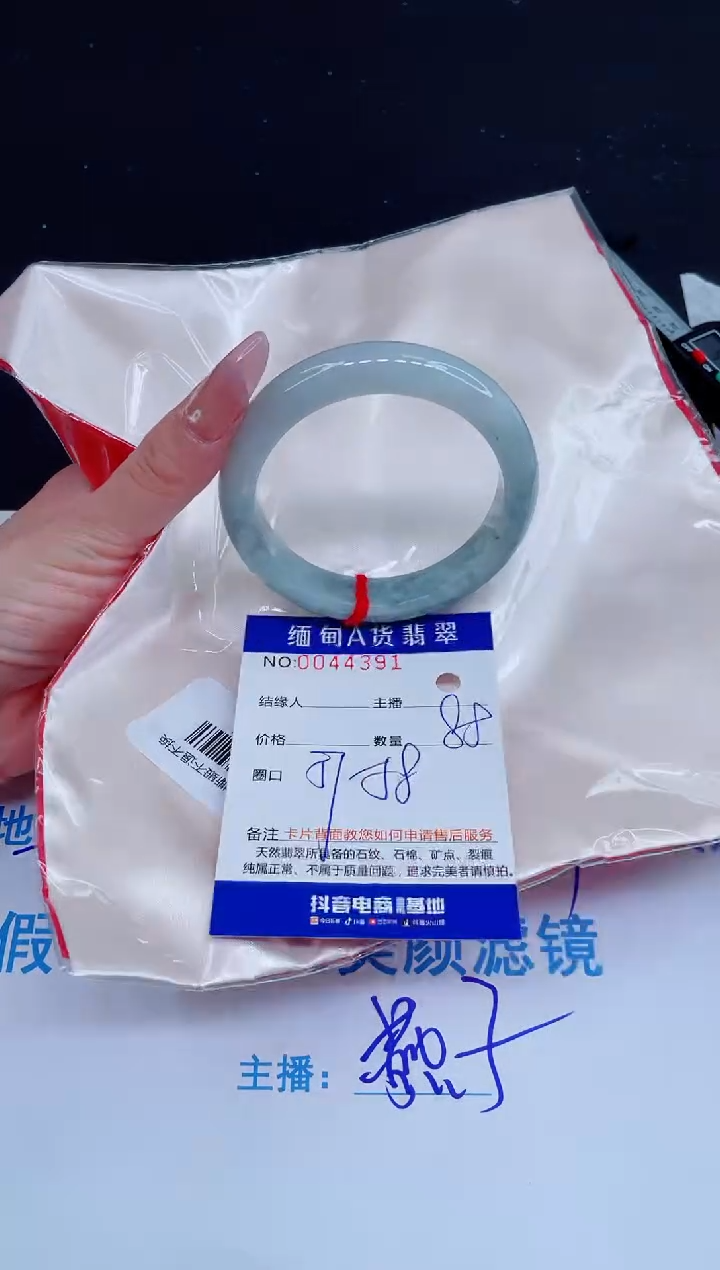 缅甸A货翡翠
NO:0044391
结缘人 主播
价格 数量 88
圈口 58
备注 卡片背面教您如何申请售后服务
天然翡翠所具备的石纹、石棉、矿点、裂痕
纯属正常、不属于质量问题，追求完美者请慎拍。
抖音电商 基地
地
假 美颜滤镜
主播：